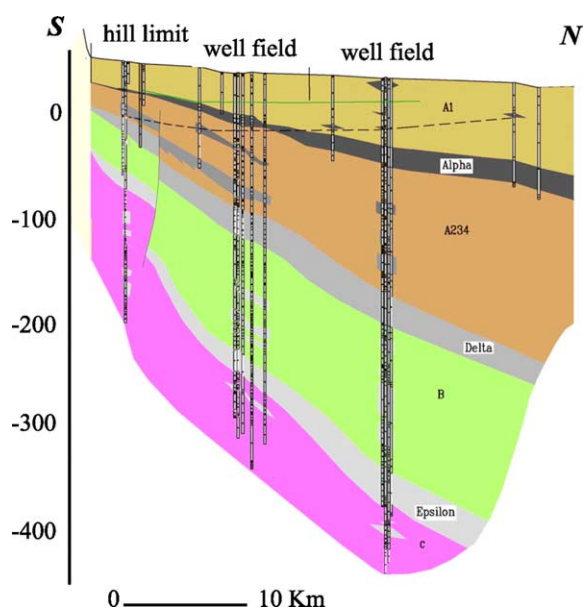 S
hill limit
well field
well field
N
0
-100
-200
-300
-400
A1
Alpha
A234
Delta
B
Epsilon
C
0
10 Km